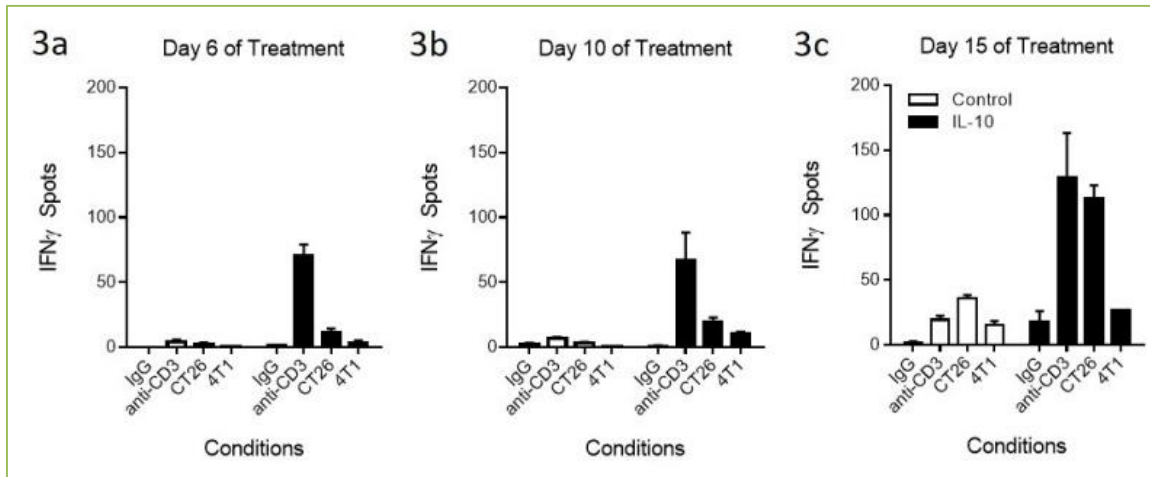 3a
Day 6 of Treatment
200
150
100
50
0
IFNγ Spots
IgG
anti-CD3
CT26
4T1
IgG
anti-CD3
CT26
4T1
Conditions
3b
Day 10 of Treatment
200
150
100
50
0
IFNγ Spots
IgG
anti-CD3
CT26
4T1
IgG
anti-CD3
CT26
4T1
Conditions
3c
Day 15 of Treatment
Control
IL-10
200
150
100
50
0
IFNγ Spots
IgG
anti-CD3
CT26
4T1
IgG
anti-CD3
CT26
4T1
Conditions